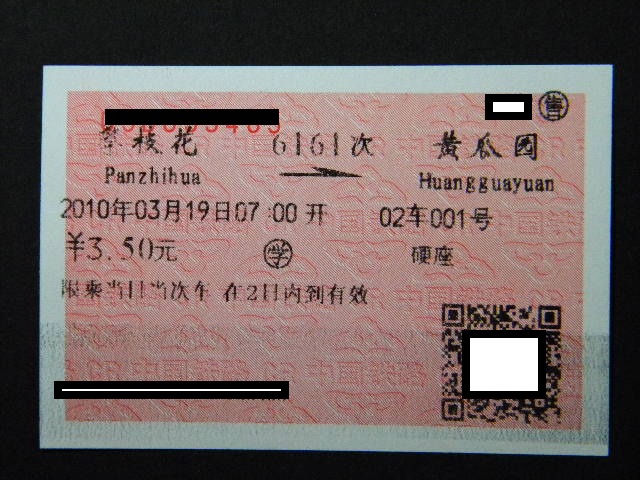 售
攀枝花 6161次 黄瓜园
Panzhihua Huangguayuan
2010年03月19日07:00开 02车001号
¥3.50元 学 硬座
限乘当日当次车 在2日内到有效